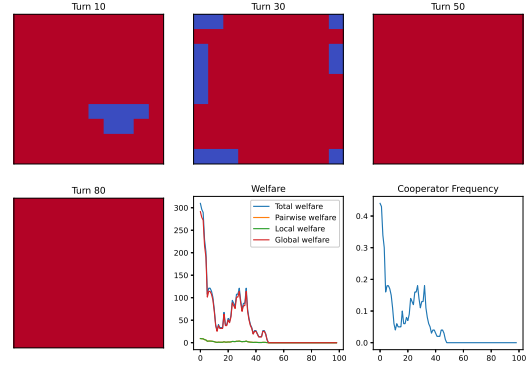 Turn 10
Turn 30
Turn 50
Turn 80
Welfare
Total welfare
Pairwise welfare
Local welfare
Global welfare
300
250
200
150
100
50
0
0 20 40 60 80 100
Cooperator Frequency
0.4
0.3
0.2
0.1
0.0
0 20 40 60 80 100